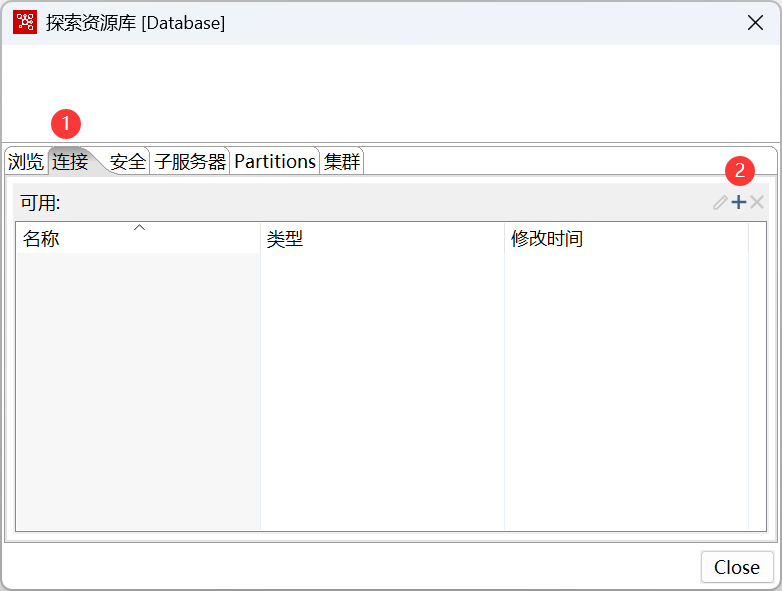 探索资源库 [Database]
1
浏览 连接 安全 子服务器 Partitions 集群
2
可用:
名称 类型 修改时间
Close